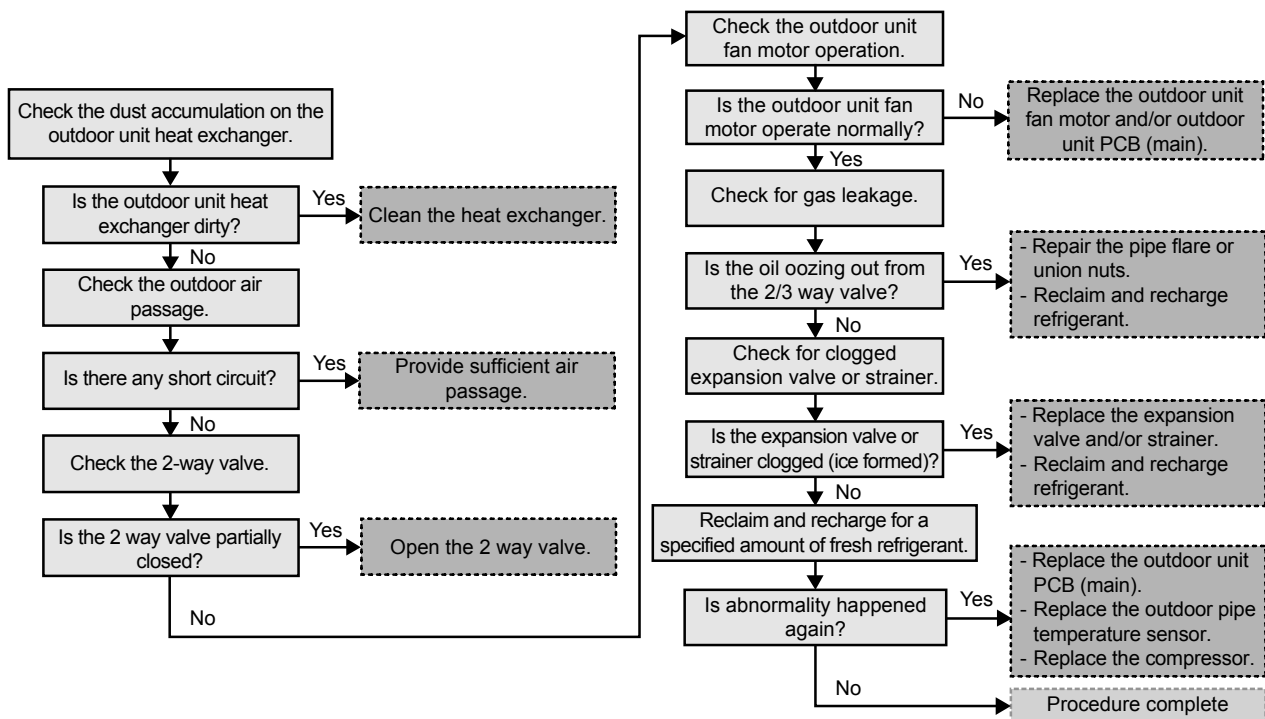 Check the dust accumulation on the
outdoor unit heat exchanger.
Is the outdoor unit heat
exchanger dirty?
Yes
Clean the heat exchanger.
No
Check the outdoor air
passage.
Is there any short circuit?
Yes
Provide sufficient air
passage.
No
Check the 2-way valve.
Is the 2 way valve partially
closed?
Yes
Open the 2 way valve.
No
Check the outdoor unit
fan motor operation.
Is the outdoor unit fan
motor operate normally?
No
Replace the outdoor unit
fan motor and/or outdoor
unit PCB (main).
Yes
Check for gas leakage.
Is the oil oozing out from
the 2/3 way valve?
Yes
- Repair the pipe flare or
union nuts.
- Reclaim and recharge
refrigerant.
No
Check for clogged
expansion valve or strainer.
Is the expansion valve or
strainer clogged (ice formed)?
Yes
- Replace the expansion
valve and/or strainer.
- Reclaim and recharge
refrigerant.
No
Reclaim and recharge for a
specified amount of fresh refrigerant.
Is abnormality happened
again?
Yes
- Replace the outdoor unit
PCB (main).
- Replace the outdoor pipe
temperature sensor.
- Replace the compressor.
No
Procedure complete